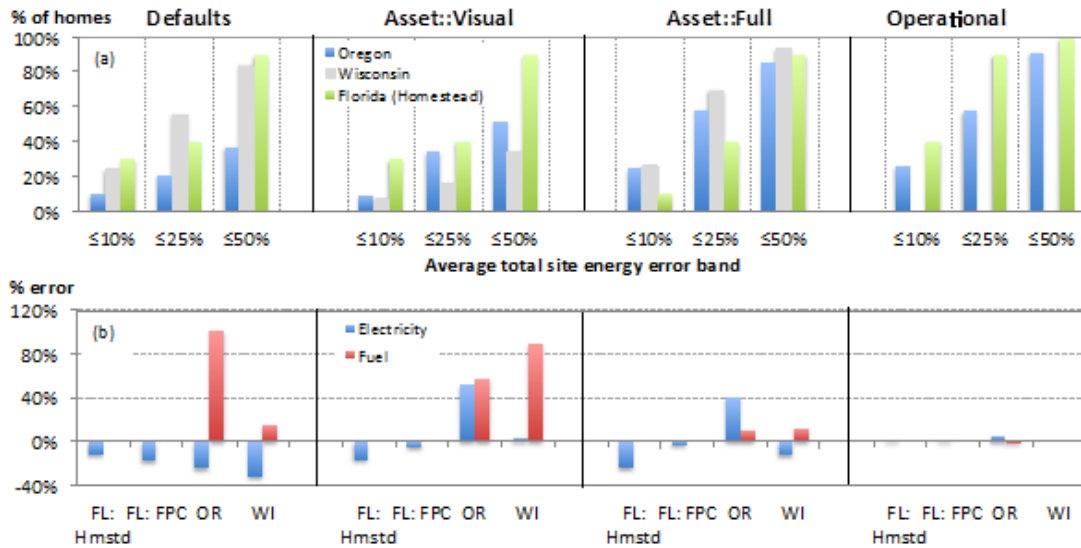 % of homes Defaults Asset::Visual Asset::Full Operational
100%
(a)
Oregon
80%
Wisconsin
60%
Florida (Homestead)
40%
20%
0%
≤10% ≤25% ≤50% ≤10% ≤25% ≤50% ≤10% ≤25% ≤50% ≤10% ≤25% ≤50%
Average total site energy error band
% error
120%
(b)
Electricity
80%
Fuel
40%
0%
-40%
FL: FL: FPC OR WI FL: FL: FPC OR WI FL: FL: FPC OR WI FL: FL: FPC OR WI
Hmstd Hmstd Hmstd Hmstd